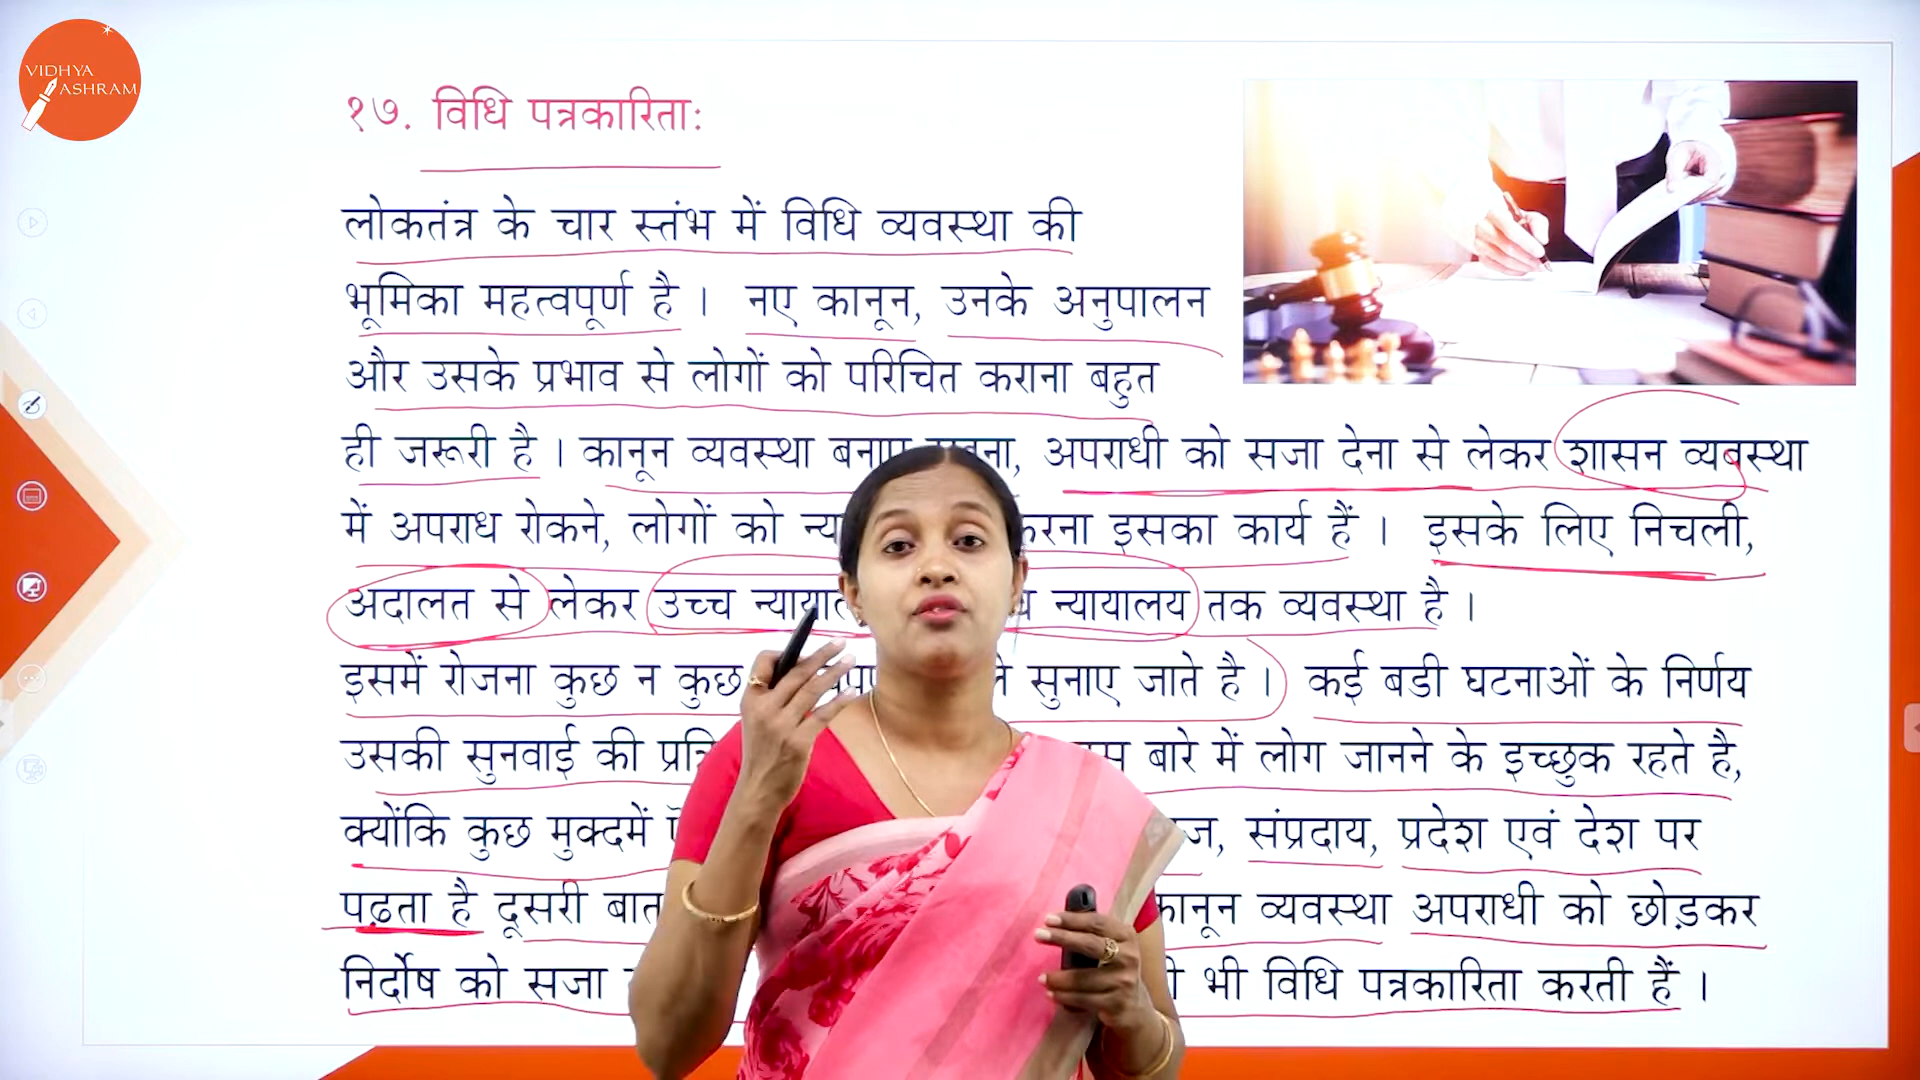 VIDHYA
ASHRAM
१७. विधि पत्रकारिताः
लोकतंत्र के चार स्तंभ में विधि व्यवस्था की
भूमिका महत्वपूर्ण है । नए कानून, उनके अनुपालन
और उसके प्रभाव से लोगों को परिचित कराना बहुत
ही जरूरी है । कानून व्यवस्था बनाए अपराधी को सजा देना से लेकर शासन व्यवस्था
में अपराध रोकने, लोगों को करना इसका कार्य हैं । इसके लिए निचली,
अदालत से लेकर उच्च न्यायालय तक व्यवस्था है ।
इसमें रोजना कुछ न कुछ सुनाए जाते है । कई बडी घटनाओं के निर्णय
उसकी सुनवाई की बारे में लोग जानने के इच्छुक रहते है,
क्योंकि कुछ मुक्दमें संप्रदाय, प्रदेश एवं देश पर
पढता है दूसरी बात कानून व्यवस्था अपराधी को छोड़कर
निर्दोष को सजा भी विधि पत्रकारिता करती हैं ।